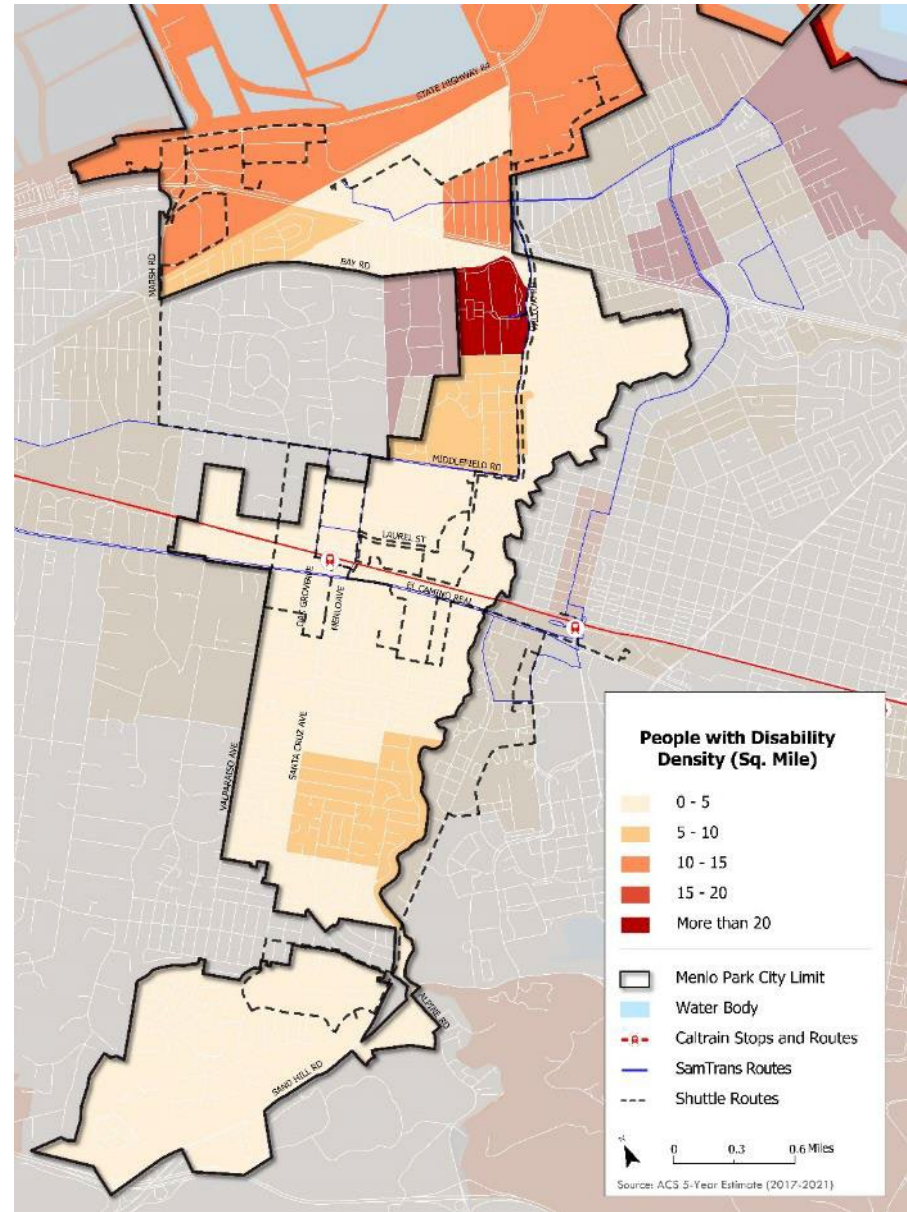 STATE HIGHWAY 84
MARSH RD
BAY RD
MIDDLEFIELD RD
LAUREL ST
EL CAMINO REAL
OAK GROVE AVE
MENLO AVE
SANTA CRUZ AVE
VALPARAISO AVE
ALPINE RD
SAND HILL RD
People with Disability
Density (Sq. Mile)
0 - 5
5 - 10
10 - 15
15 - 20
More than 20
Menlo Park City Limit
Water Body
Caltrain Stops and Routes
SamTrans Routes
Shuttle Routes
0 0.3 0.6 Miles
Source: ACS 5-Year Estimate (2017-2021)